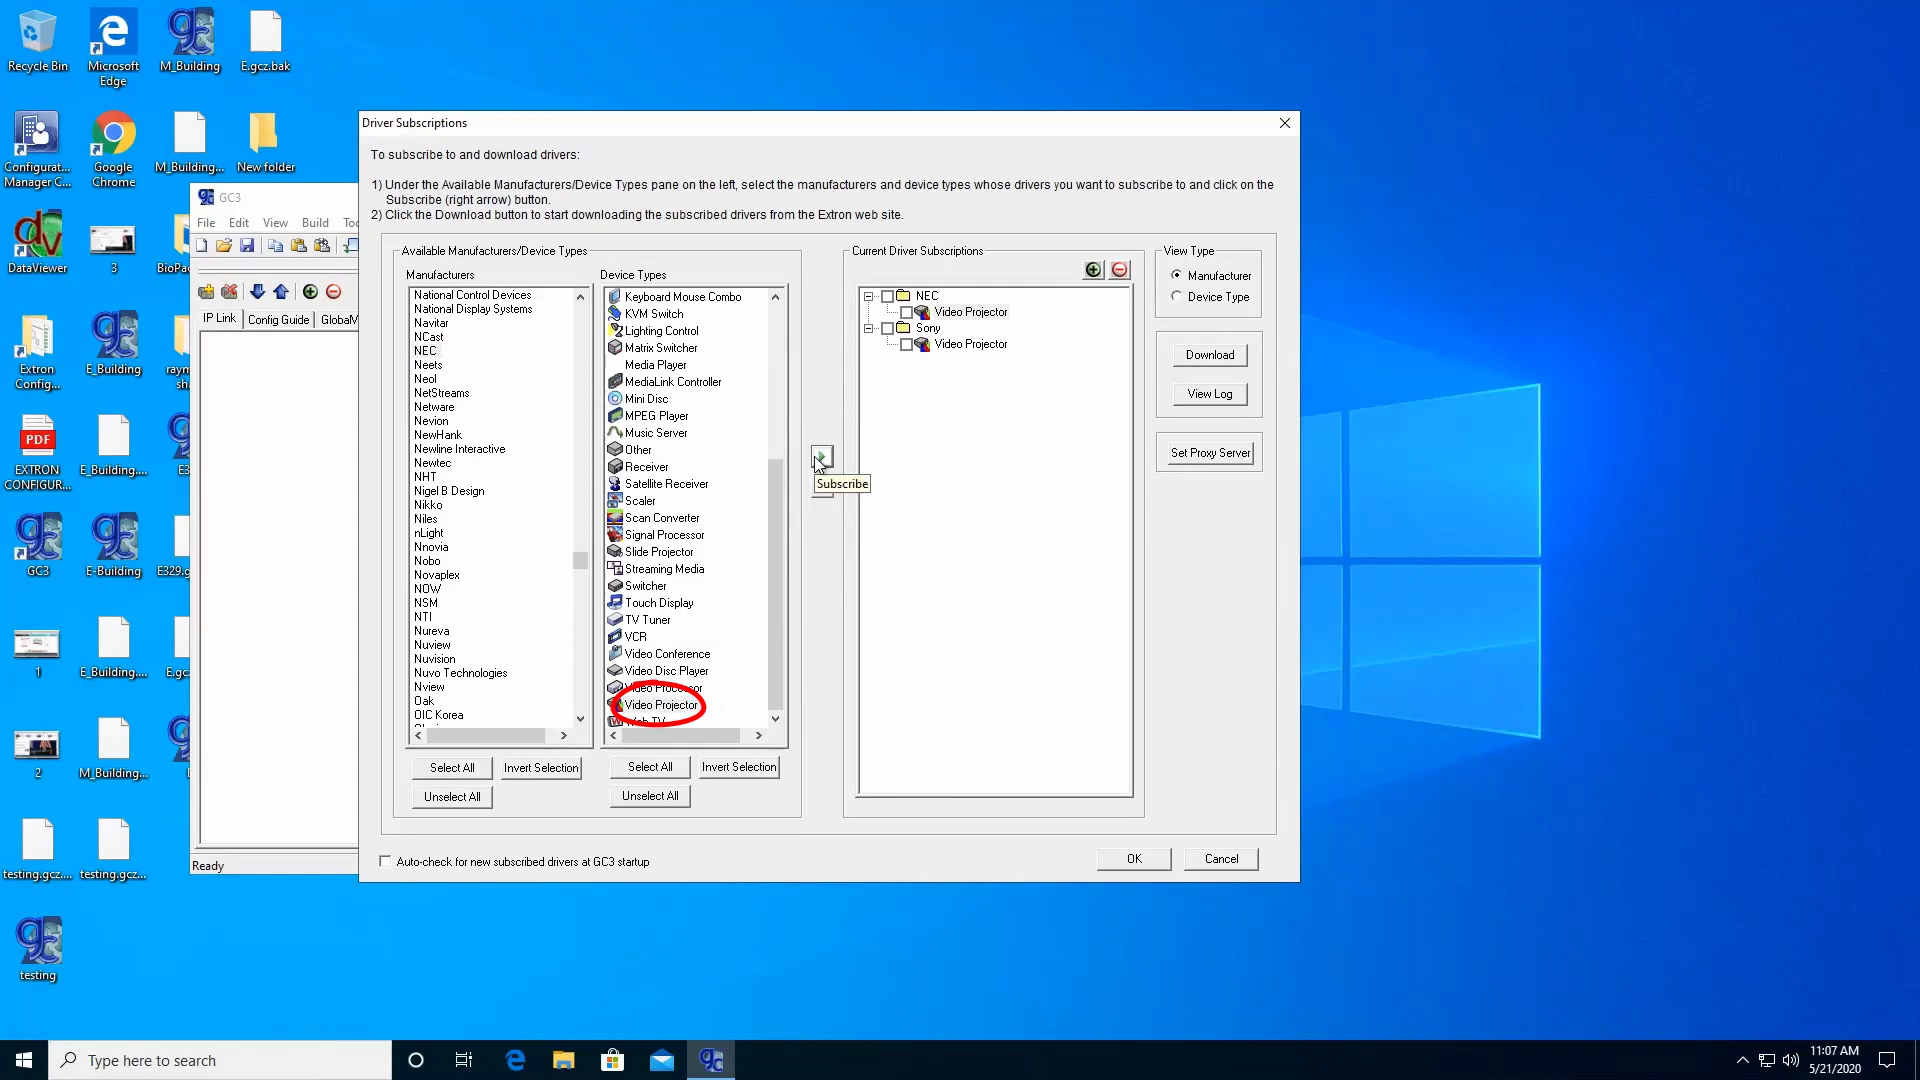 Recycle Bin
Microsoft
Edge
M_Building
E.gcz.bak
Configurat...
Manager C...
Google
Chrome
M_Building...
New folder
DataViewer
3
BioPac
Extron
Config...
E_Building
raym
sh
EXTRON
CONFIGUR...
PDF
E_Building....
E3
GC3
E-Building
E329.g
1
E_Building....
E.gcz
2
M_Building...
testing.gcz....
testing.gcz...
testing
GC3
File Edit View Build Too
IP Link
Config Guide
GlobalV
Ready
Driver Subscriptions
To subscribe to and download drivers:
1) Under the Available Manufacturers/Device Types pane on the left, select the manufacturers and device types whose drivers you want to subscribe to and click on the
Subscribe (right arrow) button.
2) Click the Download button to start downloading the subscribed drivers from the Extron web site.
Available Manufacturers/Device Types
Manufacturers
National Control Devices
National Display Systems
Navitar
NCast
NEC
Neets
Neol
NetStreams
Netware
Nevion
NewHank
Newline Interactive
Newtec
NHT
Nigel B Design
Nikko
Niles
nLight
Nnovia
Nobo
Novaplex
NOW
NSM
NTI
Nureva
Nuview
Nuvision
Nuvo Technologies
Nview
Oak
OIC Korea
Select All
Invert Selection
Unselect All
Device Types
Keyboard Mouse Combo
KVM Switch
Lighting Control
Matrix Switcher
Media Player
MediaLink Controller
Mini Disc
MPEG Player
Music Server
Other
Receiver
Satellite Receiver
Scaler
Scan Converter
Signal Processor
Slide Projector
Streaming Media
Switcher
Touch Display
TV Tuner
VCR
Video Conference
Video Disc Player
Video Processor
Video Projector
Web TV
Select All
Invert Selection
Unselect All
Subscribe
Current Driver Subscriptions
NEC
Video Projector
Sony
Video Projector
View Type
Manufacturer
Device Type
Download
View Log
Set Proxy Server
Auto-check for new subscribed drivers at GC3 startup
OK
Cancel
Type here to search
11:07 AM
5/21/2020